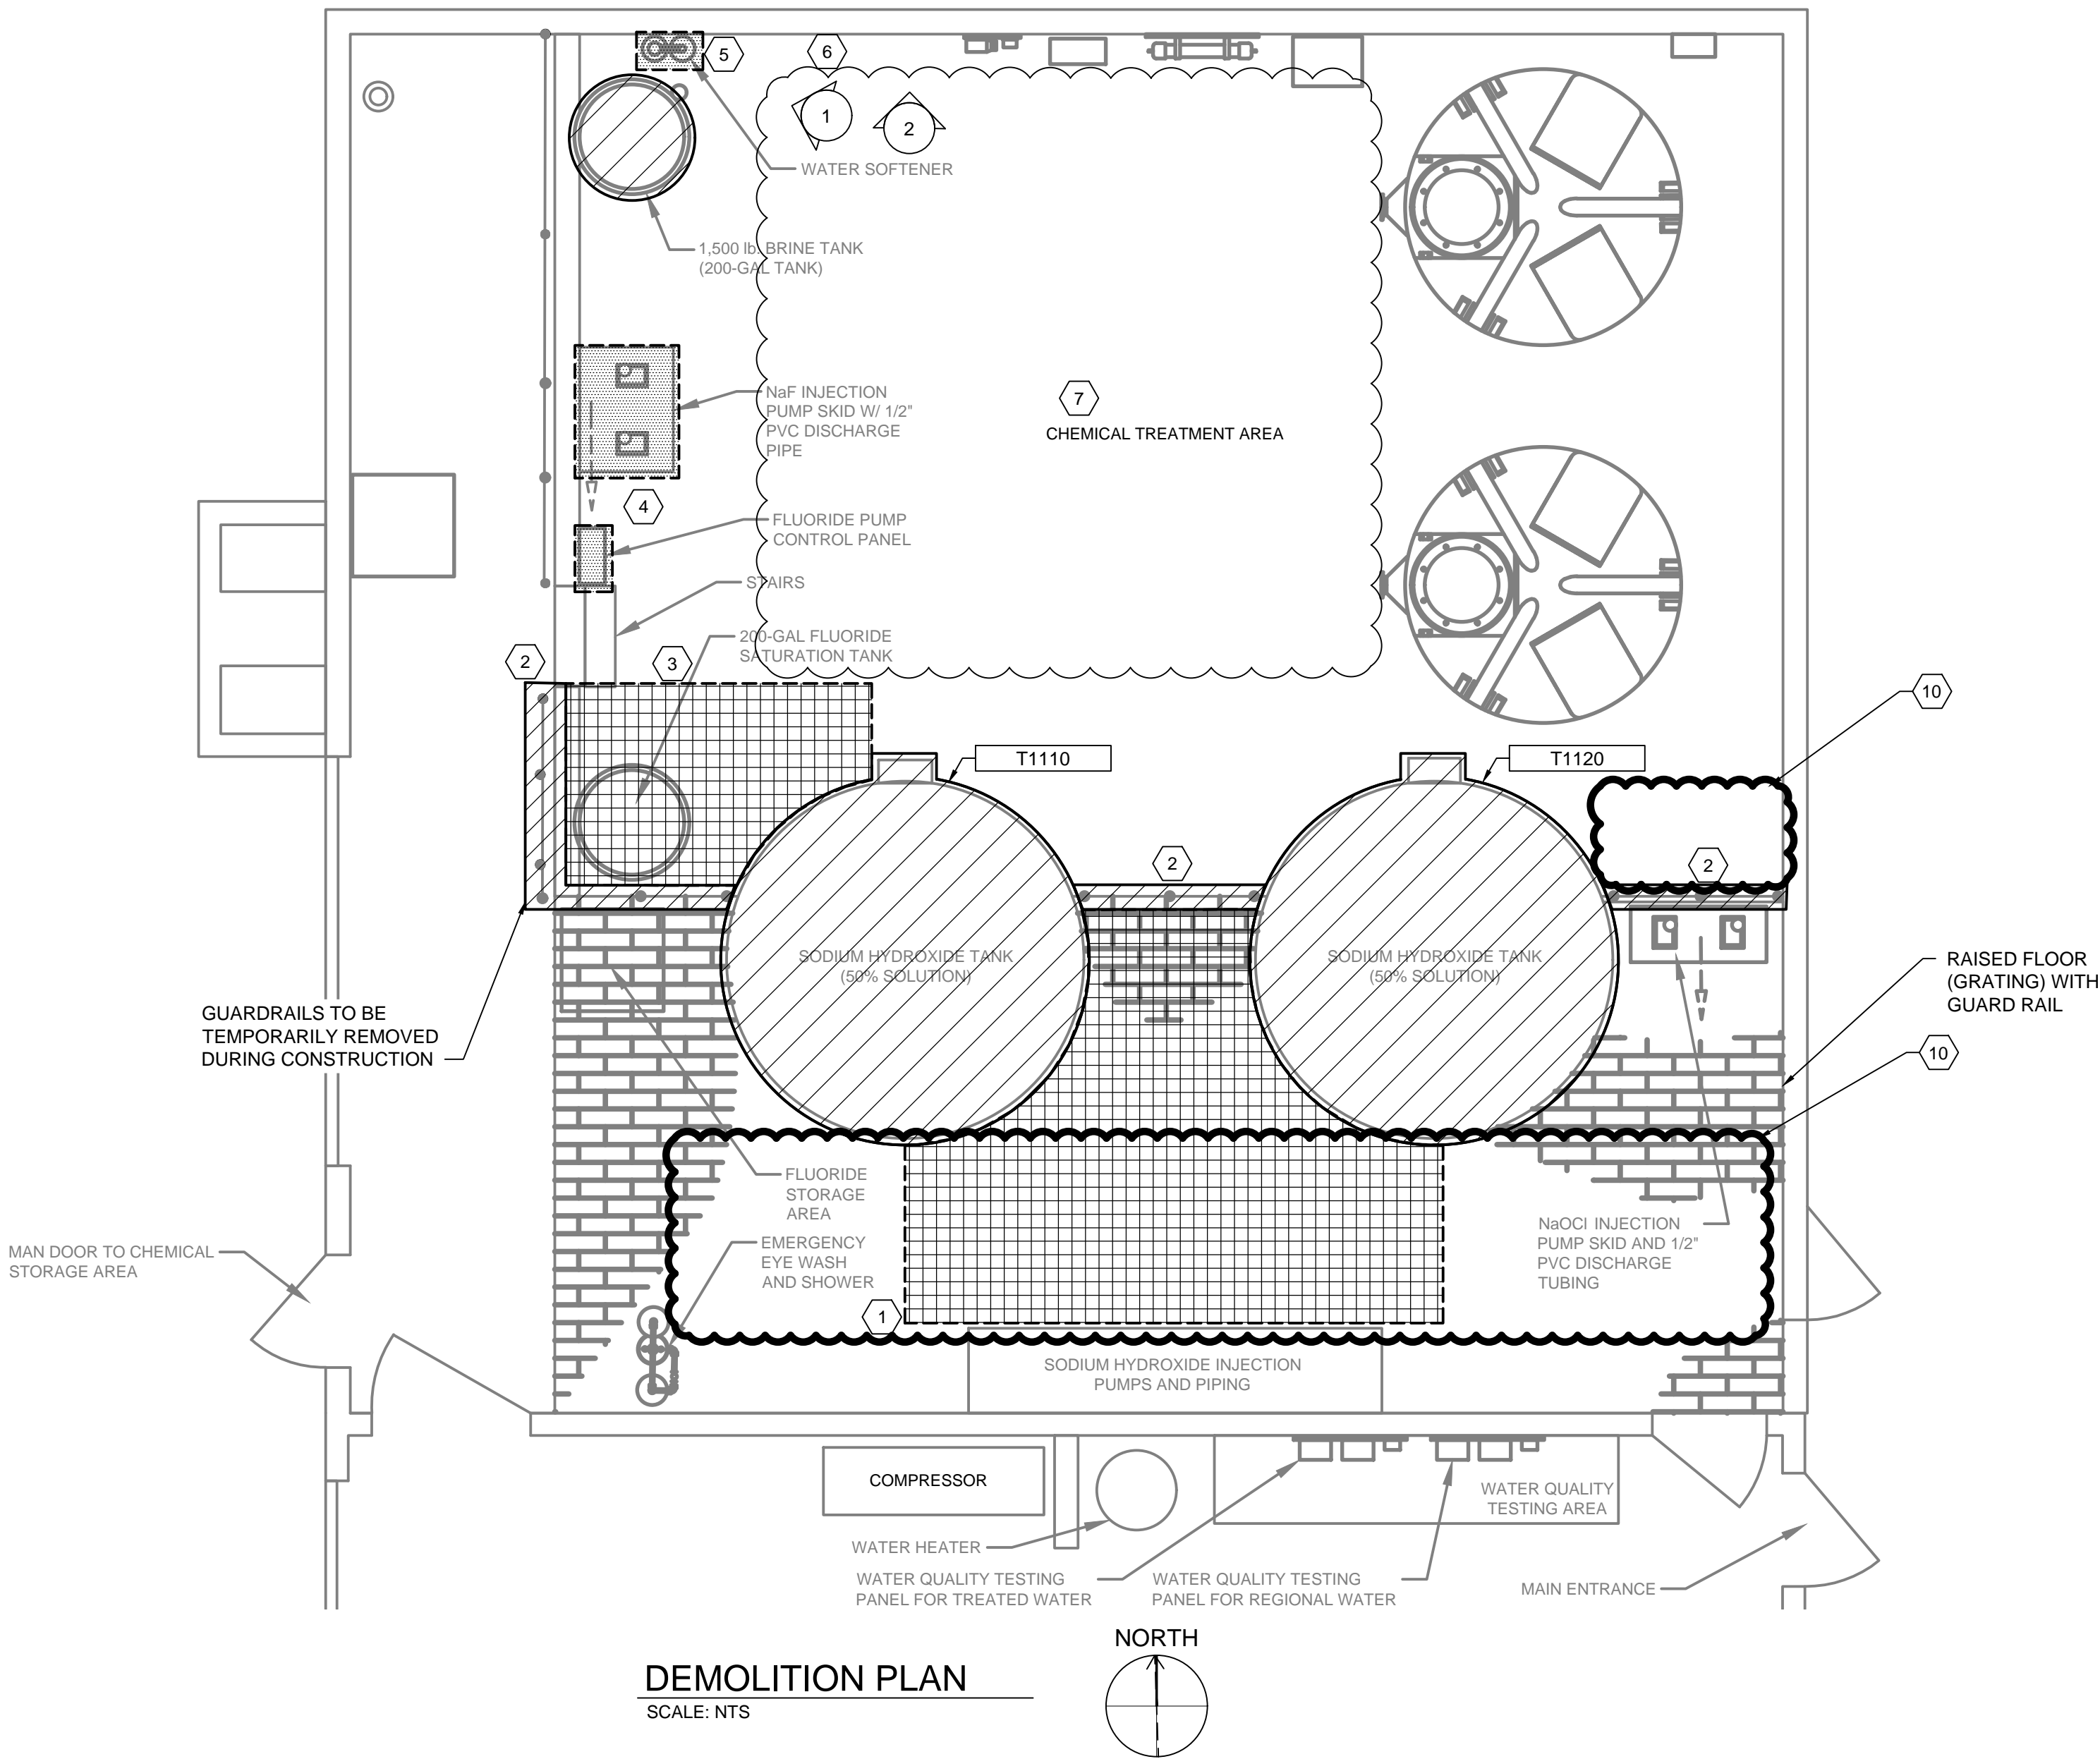 5
6
1
2
WATER SOFTENER
1,500 lb. BRINE TANK
(200-GAL TANK)
NaF INJECTION
PUMP SKID W/ 1/2"
PVC DISCHARGE
PIPE
7
CHEMICAL TREATMENT AREA
4
FLUORIDE PUMP
CONTROL PANEL
STAIRS
200-GAL FLUORIDE
SATURATION TANK
2
3
10
T1110
T1120
2
2
SODIUM HYDROXIDE TANK
(50% SOLUTION)
SODIUM HYDROXIDE TANK
(50% SOLUTION)
RAISED FLOOR
(GRATING) WITH
GUARD RAIL
GUARDRAILS TO BE
TEMPORARILY REMOVED
DURING CONSTRUCTION
10
FLUORIDE
STORAGE
AREA
EMERGENCY
EYE WASH
AND SHOWER
NaOCl INJECTION
PUMP SKID AND 1/2"
PVC DISCHARGE
TUBING
MAN DOOR TO CHEMICAL
STORAGE AREA
1
SODIUM HYDROXIDE INJECTION
PUMPS AND PIPING
COMPRESSOR
WATER QUALITY
TESTING AREA
WATER HEATER
WATER QUALITY TESTING
PANEL FOR TREATED WATER
WATER QUALITY TESTING
PANEL FOR REGIONAL WATER
MAIN ENTRANCE
NORTH
DEMOLITION PLAN
SCALE: NTS